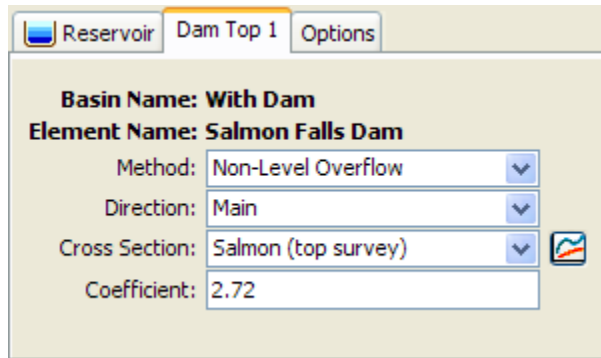 Reservoir Dam Top 1 Options
Basin Name: With Dam
Element Name: Salmon Falls Dam
Method: Non-Level Overflow
Direction: Main
Cross Section: Salmon (top survey)
Coefficient: 2.72